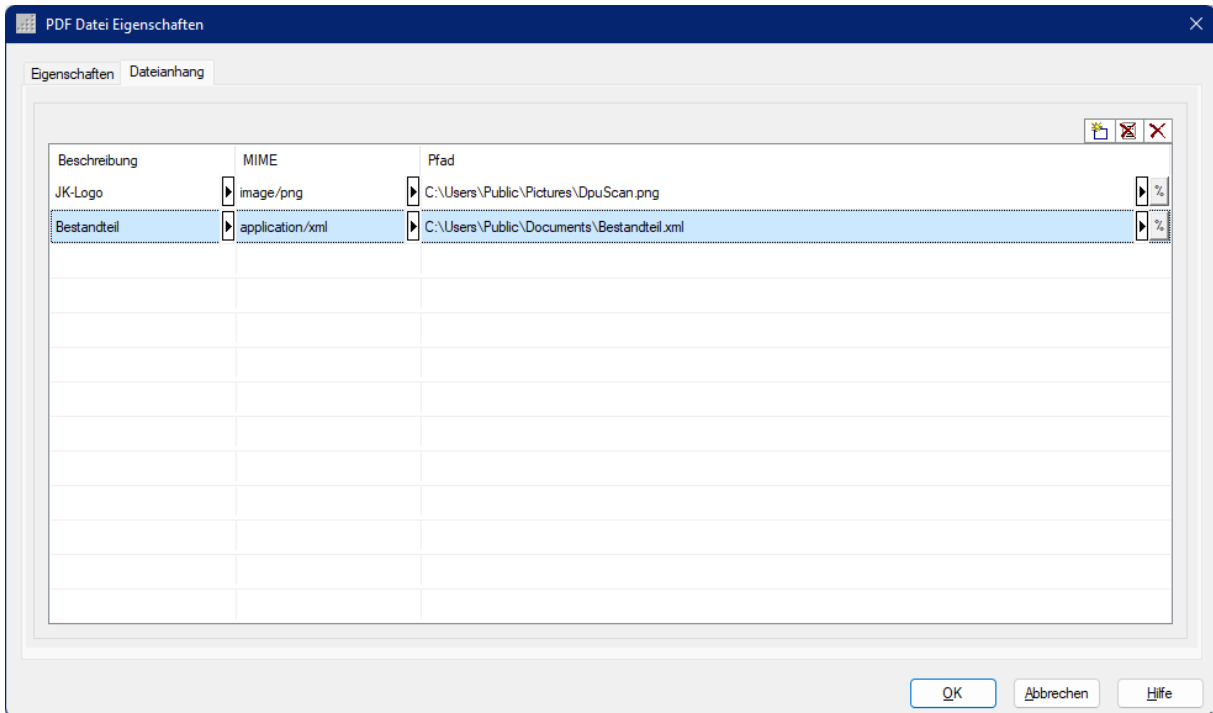 PDF Datei Eigenschaften
Eigenschaften Dateianhang
Beschreibung MIME Pfad
JK-Logo image/png C:\Users\Public\Pictures\DpuScan.png %
Bestandteil application/xml C:\Users\Public\Documents\Bestandteil.xml %
OK Abbrechen Hilfe